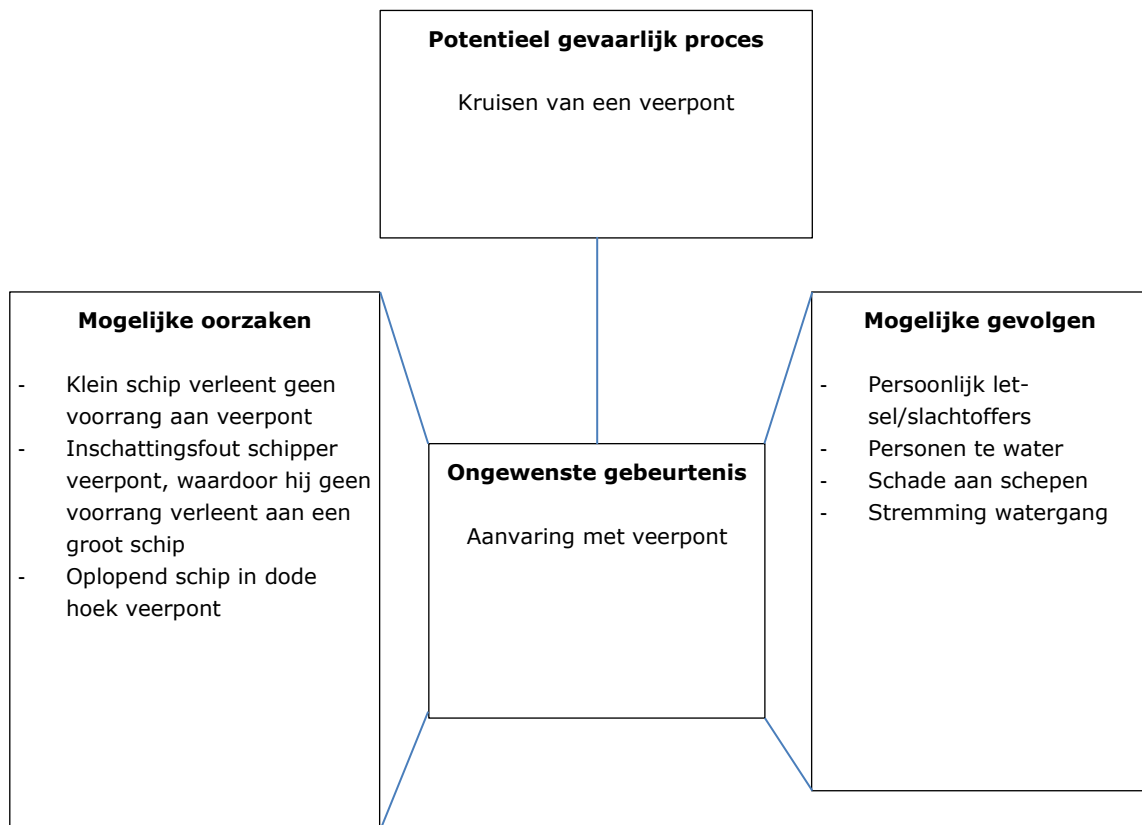 Potentieel gevaarlijk proces
Kruisen van een veerpont
Mogelijke oorzaken
- Klein schip verleent geen
voorrang aan veerpont
- Inschattingsfout schipper
veerpont, waardoor hij geen
voorrang verleent aan een
groot schip
- Oplopend schip in dode
hoek veerpont
Ongewenste gebeurtenis
Aanvaring met veerpont
Mogelijke gevolgen
- Persoonlijk let-
sel/slachtoffers
- Personen te water
- Schade aan schepen
- Stremming watergang